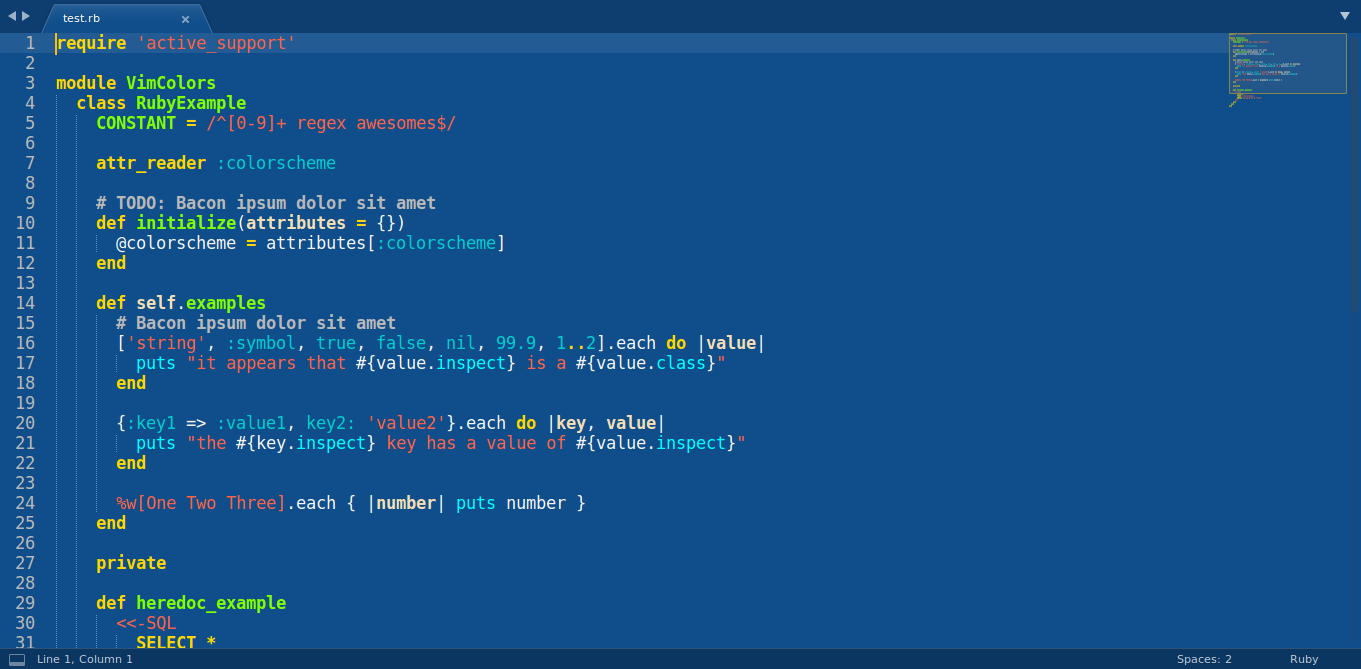 test.rb ×
1 require 'active_support'
2
3 module VimColors
4   class RubyExample
5     CONSTANT = /^[0-9]+ regex awesomes$/
6
7     attr_reader :colorscheme
8
9     # TODO: Bacon ipsum dolor sit amet
10     def initialize(attributes = {})
11       @colorscheme = attributes[:colorscheme]
12     end
13
14     def self.examples
15       # Bacon ipsum dolor sit amet
16       ['string', :symbol, true, false, nil, 99.9, 1..2].each do |value|
17         puts "it appears that #{value.inspect} is a #{value.class}"
18       end
19
20       {:key1 => :value1, key2: 'value2'}.each do |key, value|
21         puts "the #{key.inspect} key has a value of #{value.inspect}"
22       end
23
24       %w[One Two Three].each { |number| puts number }
25     end
26
27     private
28
29     def heredoc_example
30       <<-SQL
31         SELECT *
Line 1, Column 1 Spaces: 2 Ruby